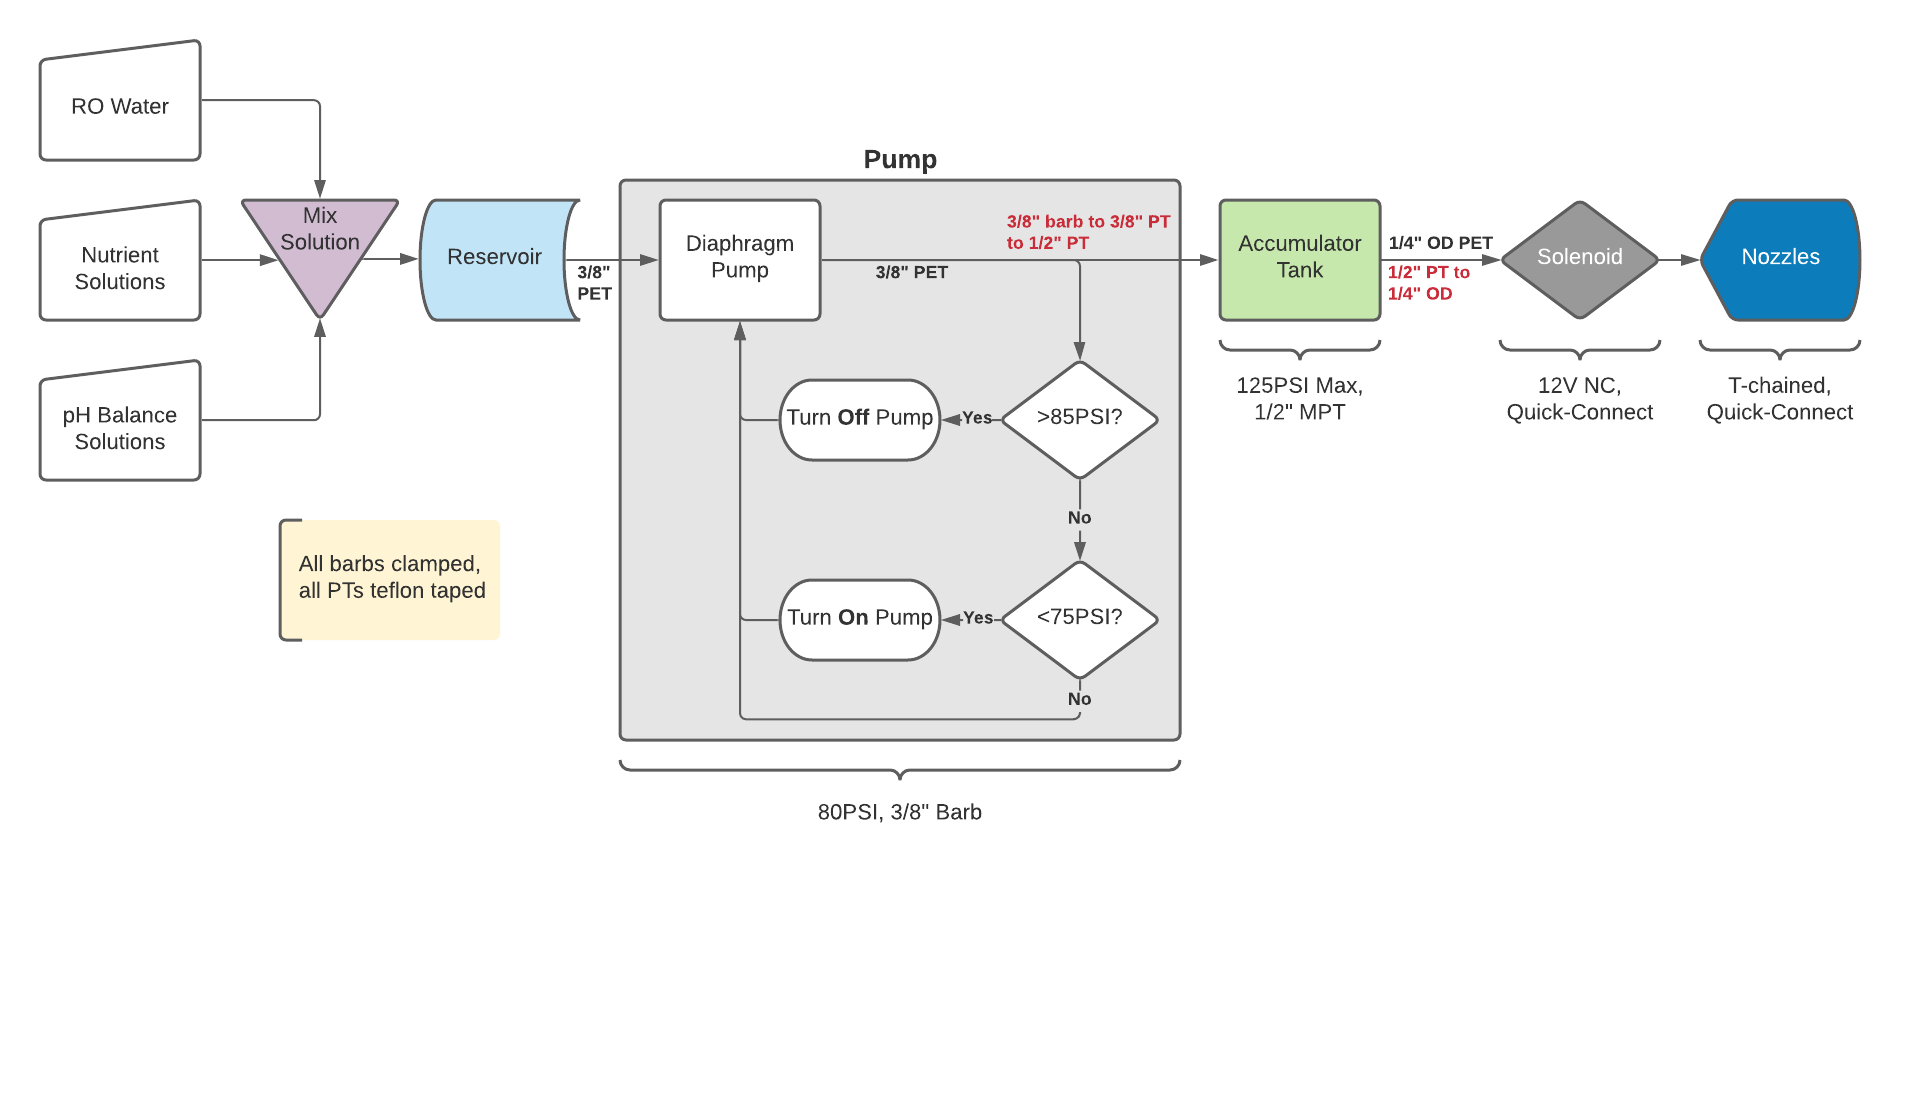 RO Water
Nutrient
Solutions
pH Balance
Solutions
Mix
Solution
Reservoir
3/8"
PET
Pump
Diaphragm
Pump
3/8" PET
3/8" barb to 3/8" PT
to 1/2" PT
>85PSI?
Yes
Turn Off Pump
No
<75PSI?
Yes
Turn On Pump
No
80PSI, 3/8" Barb
Accumulator
Tank
125PSI Max,
1/2" MPT
1/4" OD PET
1/2" PT to
1/4" OD
Solenoid
12V NC,
Quick-Connect
Nozzles
T-chained,
Quick-Connect
All barbs clamped,
all PTs teflon taped